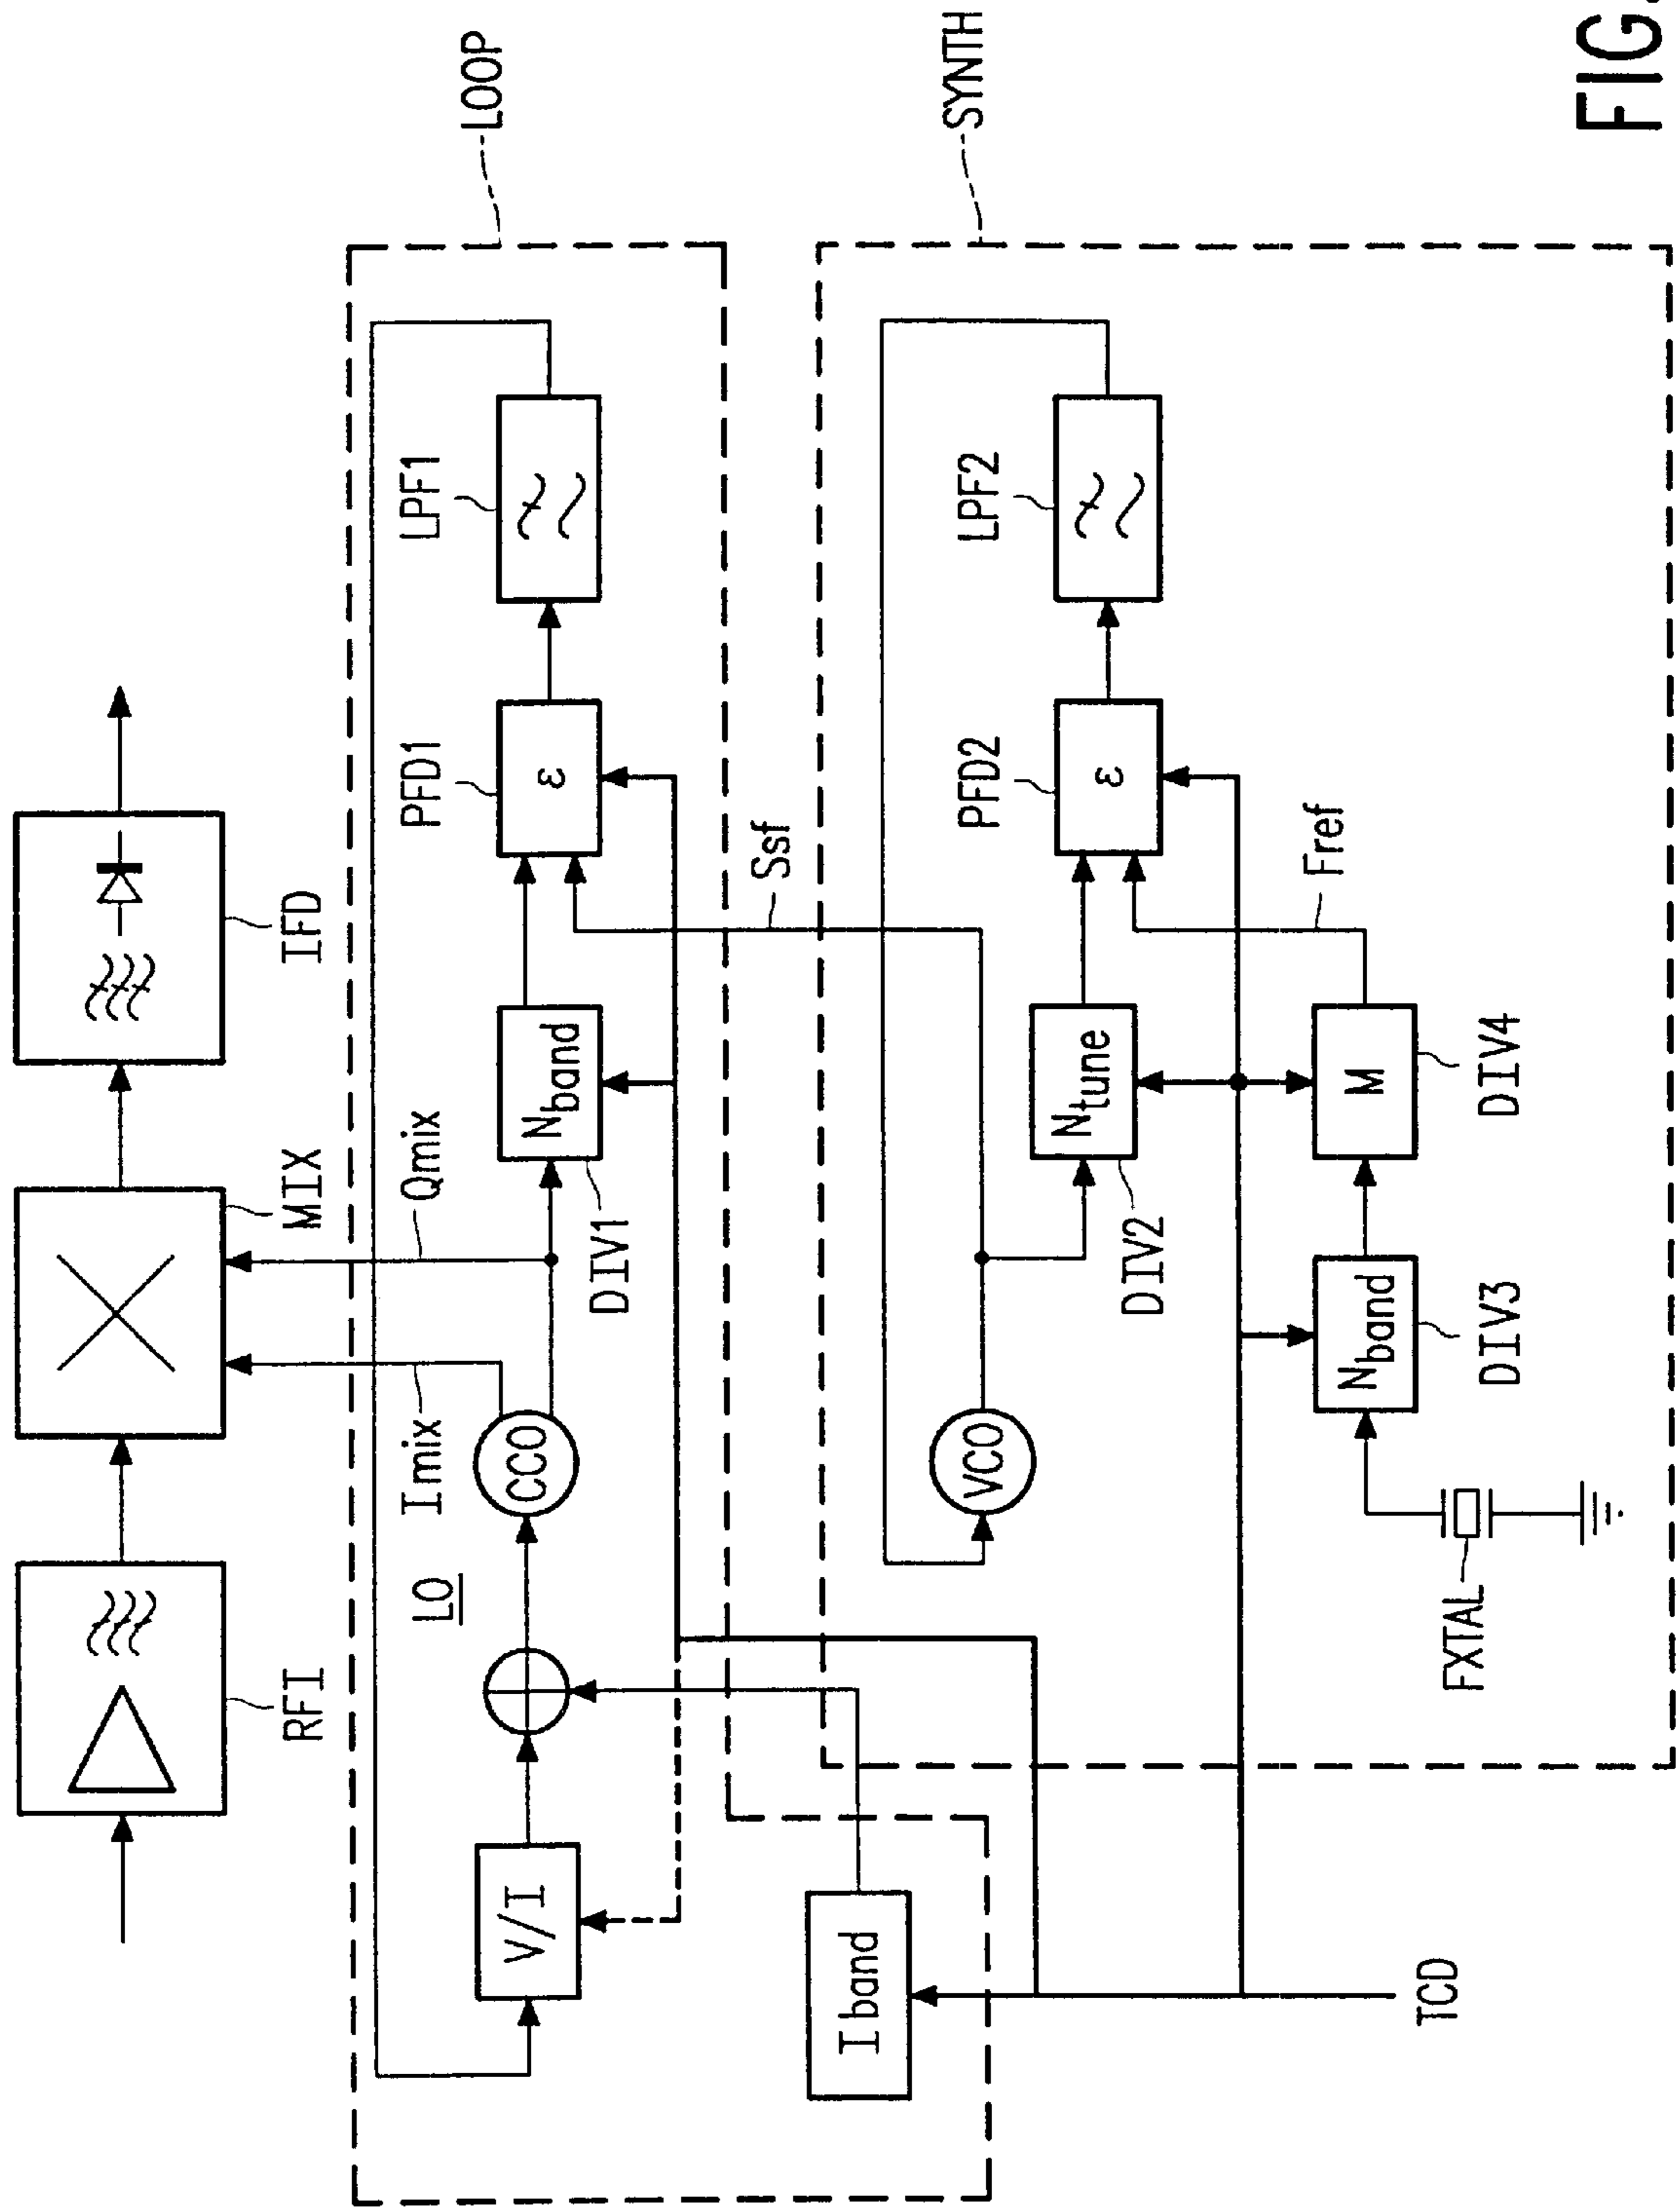 RFI
MIX
IFD
LOOP
LO
Imix
Qmix
PFD1
LPF1
V/I
CCO
Nband
ε
DIV1
Ssf
Iband
SYNTH
PFD2
LPF2
VCO
Ntune
ε
DIV2
Fref
Nband
M
FXTAL
DIV3
DIV4
TCD
FIG.